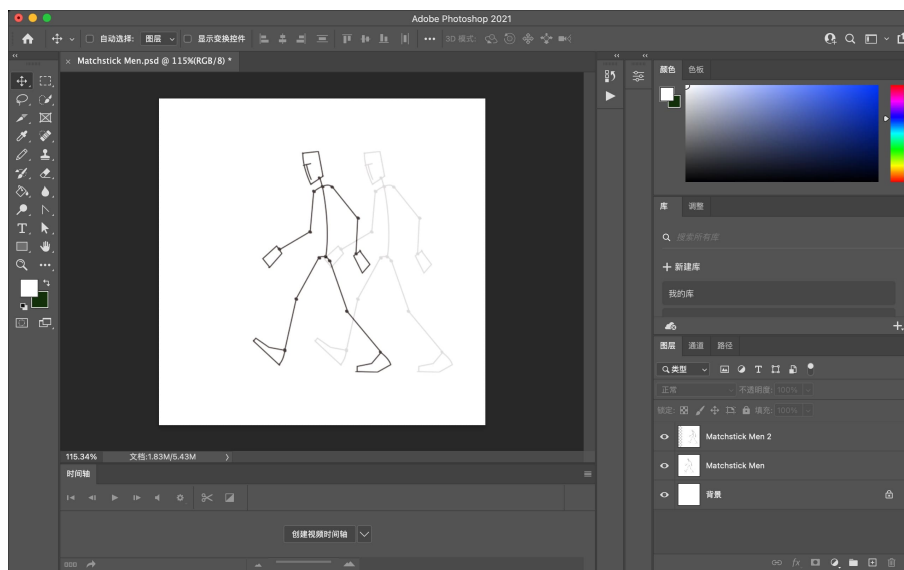 Adobe Photoshop 2021
自动选择: 图层 显示变换控件 3D 模式:
× Matchstick Men.psd @ 115%(RGB/8) *
颜色 色板
库 调整
搜索所有库
新建库
我的库
图层 通道 路径
类型
正常 不透明度: 100%
锁定: 填充: 100%
Matchstick Men 2
Matchstick Men
背景
fx
115.34% 文档:1.83M/5.43M
时间轴
创建视频时间轴